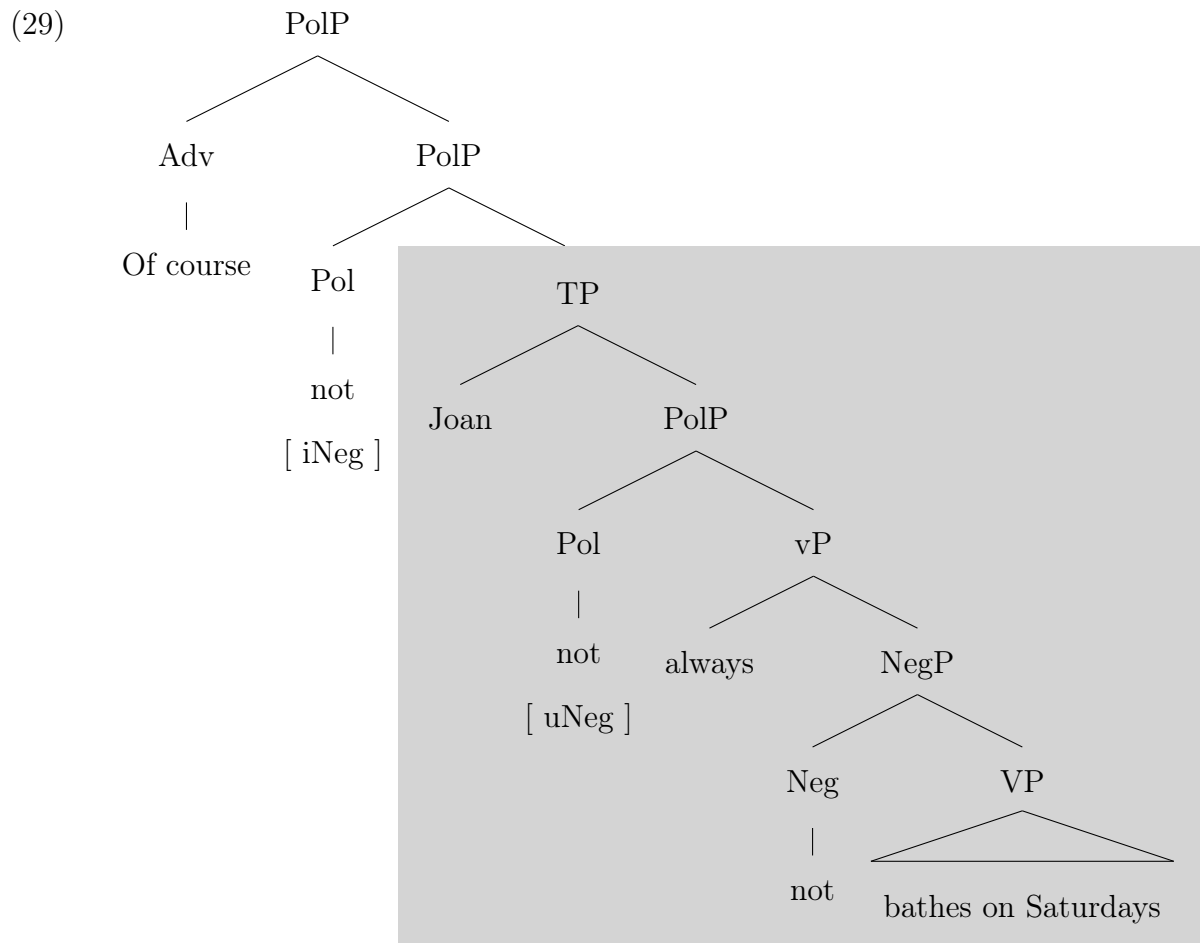 (29) PolP
Adv PolP
Of course Pol TP
not Joan PolP
[ iNeg ]
Pol vP
not always NegP
[ uNeg ]
Neg VP
not bathes on Saturdays